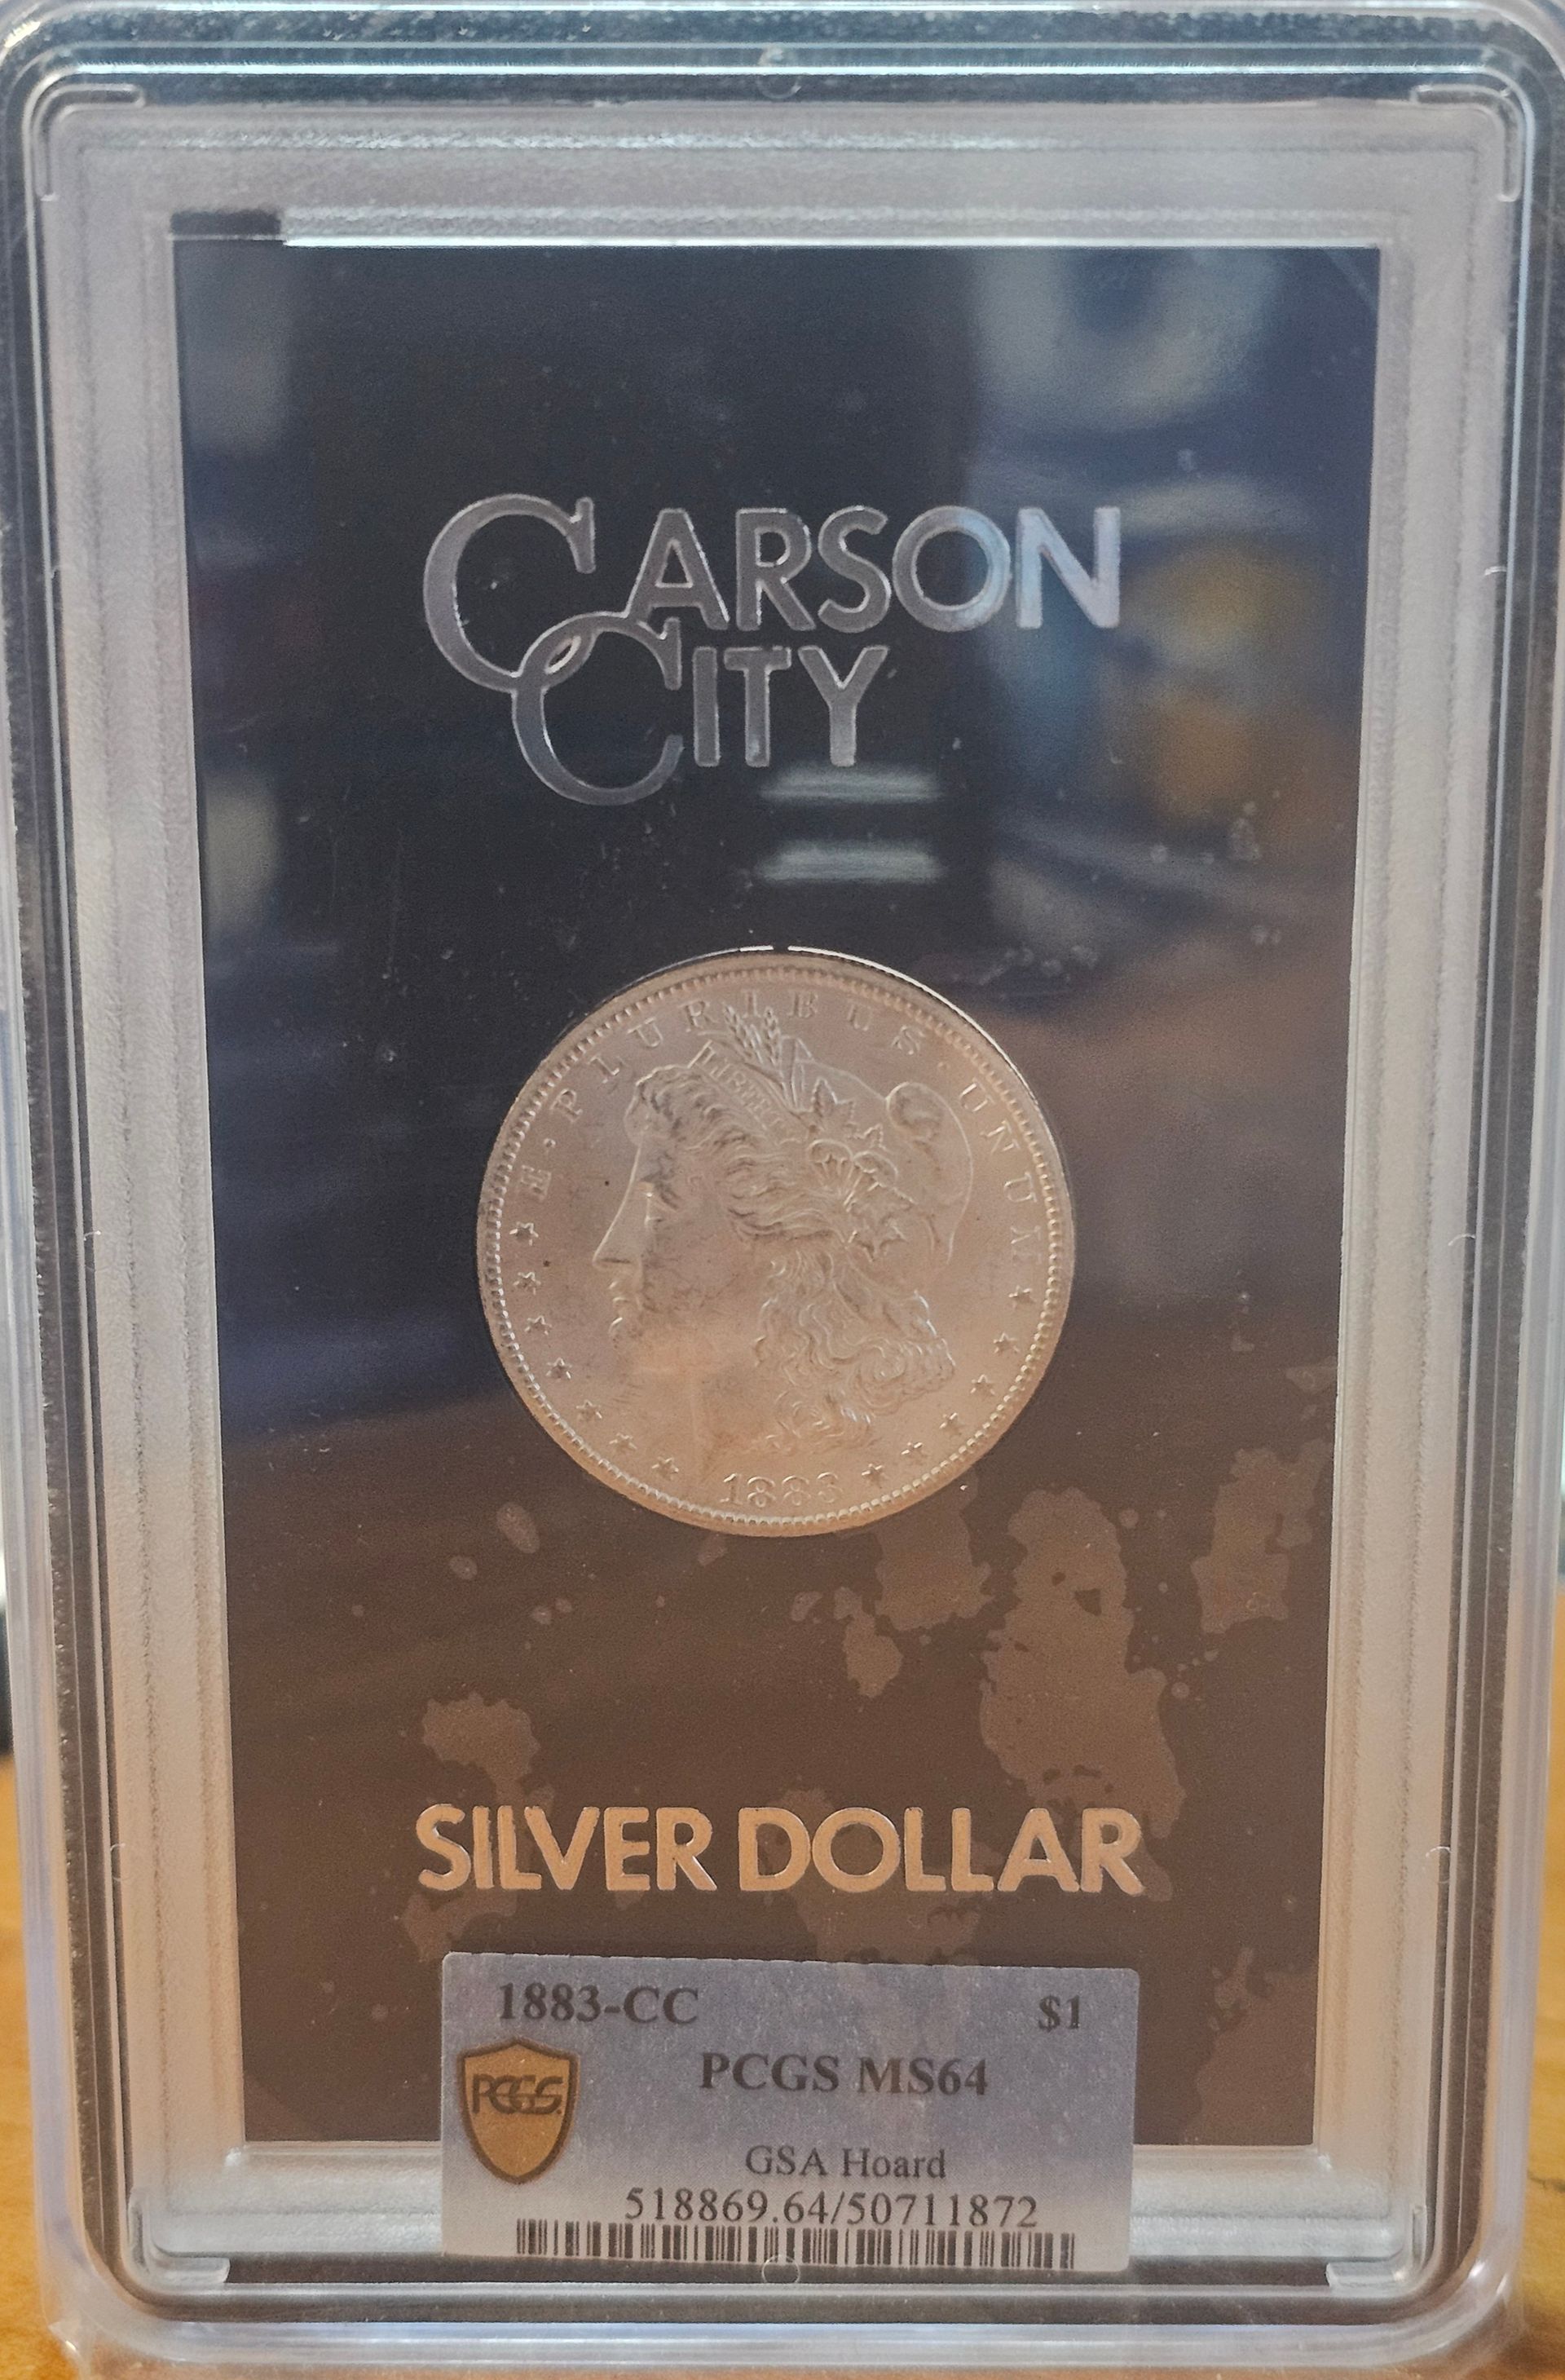 CARSON
CITY
E·PLURIBUS·UNUM
LIBERTY
1883
SILVER DOLLAR
1883-CC $1
PCGS MS64
PCGS
GSA Hoard
518869.64/50711872